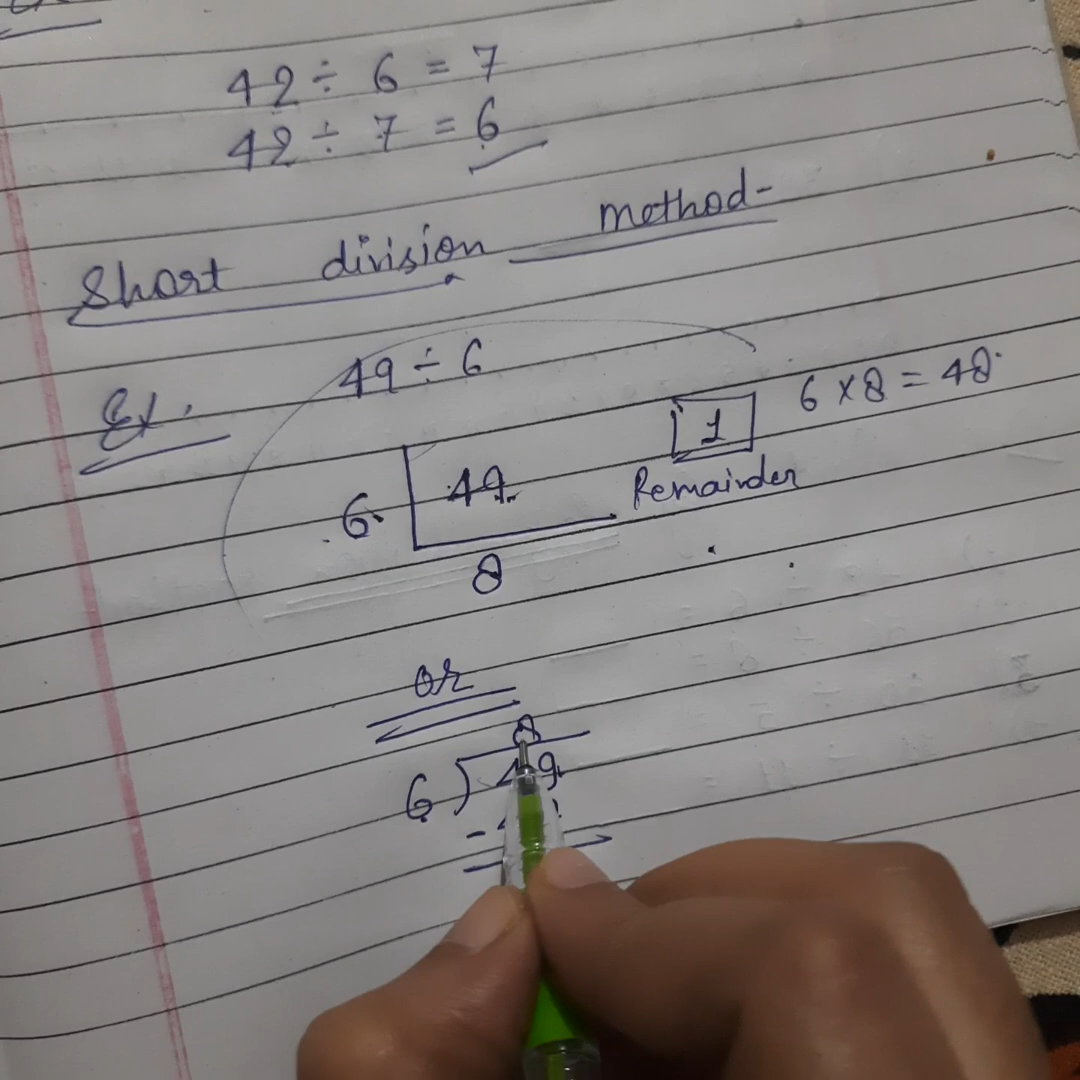 42 ÷ 6 = 7
42 ÷ 7 = 6
Short division method-
Ex. 49 ÷ 6
1 6 x 8 = 48
6 49 Remainder
8
or
8
6 ) 49
-